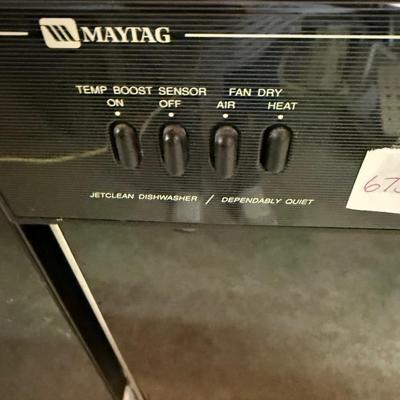 MAYTAG
TEMP BOOST SENSOR FAN DRY
ON OFF AIR HEAT
JETCLEAN DISHWASHER / DEPENDABLY QUIET